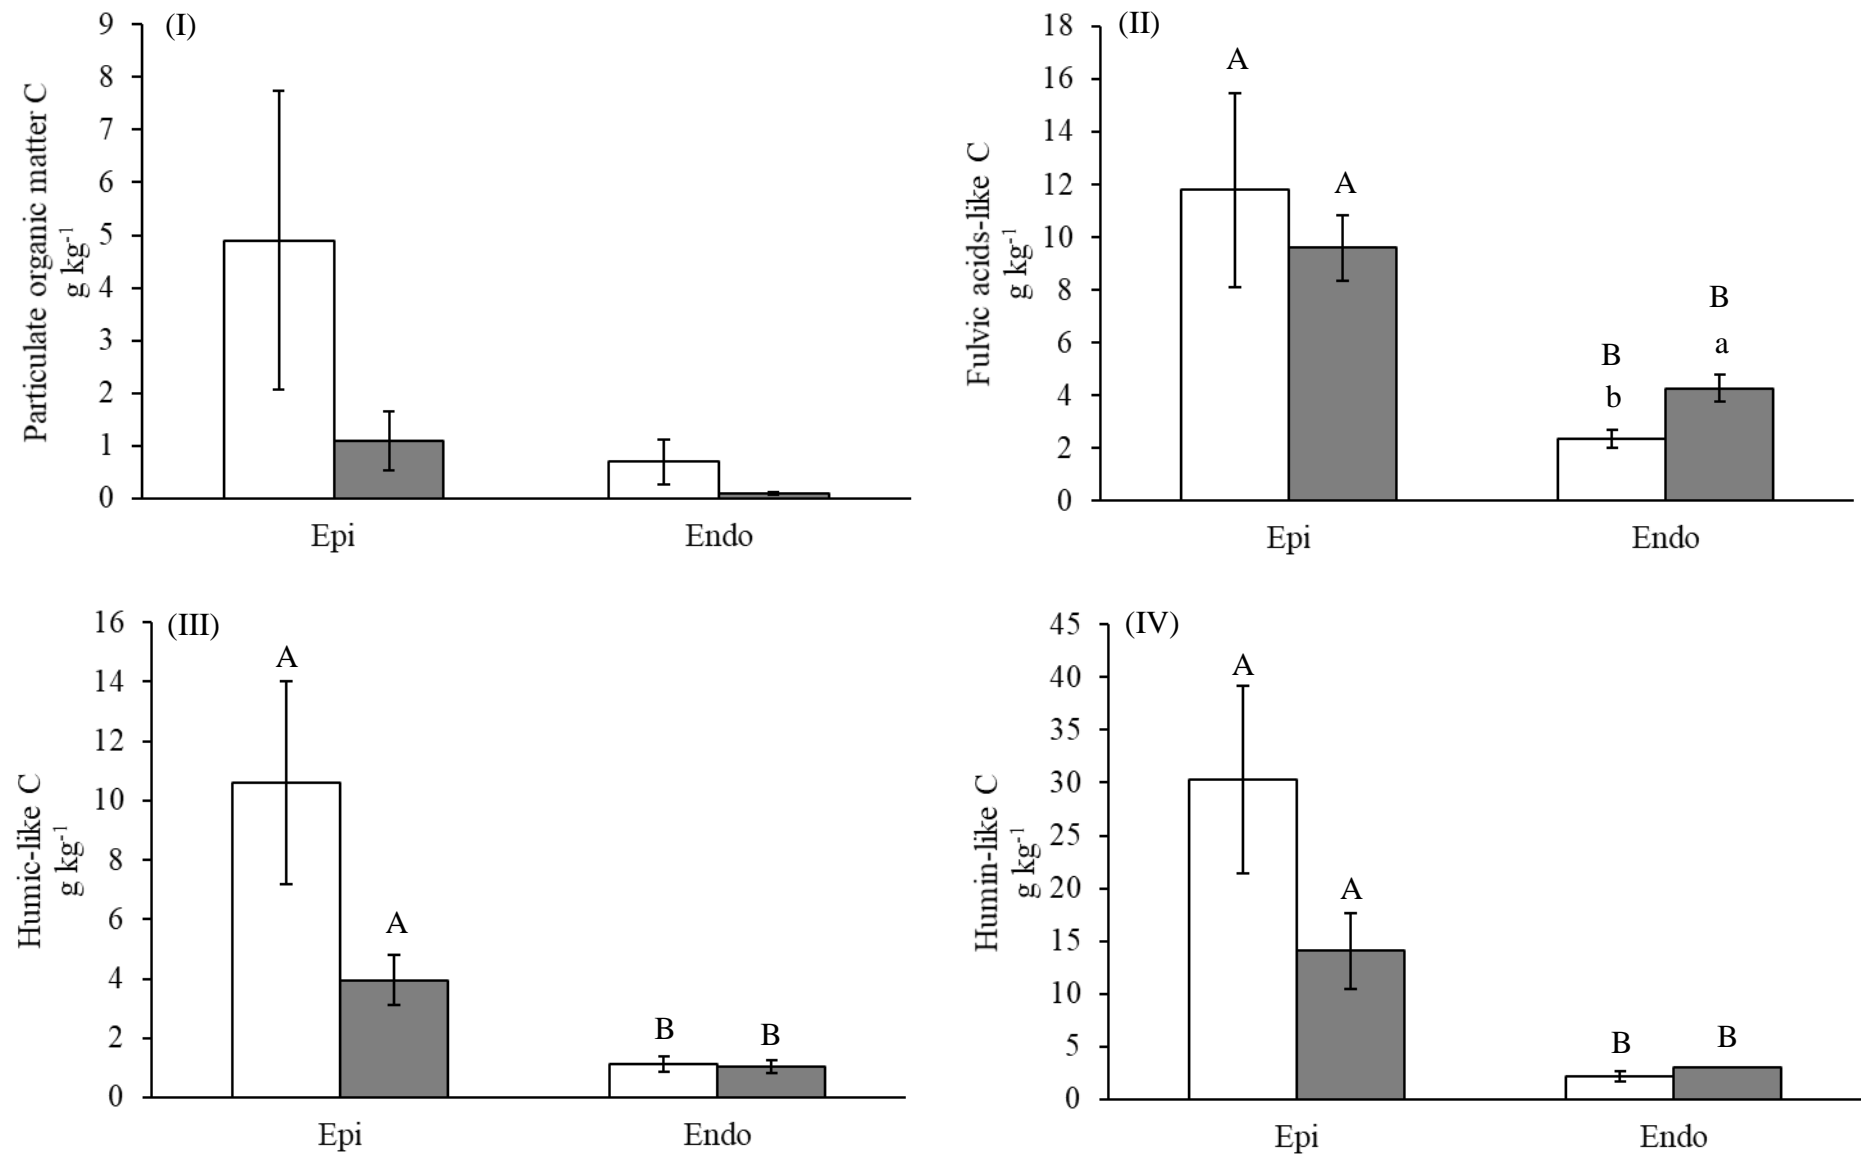 (I)
9
8
7
6
5
4
3
2
1
0
Particulate organic matter C
g kg-1
Epi
Endo
(II)
18
16
14
12
10
8
6
4
2
0
Fulvic acids-like C
g kg-1
A
A
B
b
B
a
Epi
Endo
(III)
16
14
12
10
8
6
4
2
0
Humic-like C
g kg-1
A
A
B
B
Epi
Endo
(IV)
45
40
35
30
25
20
15
10
5
0
Humin-like C
g kg-1
A
A
B
B
Epi
Endo